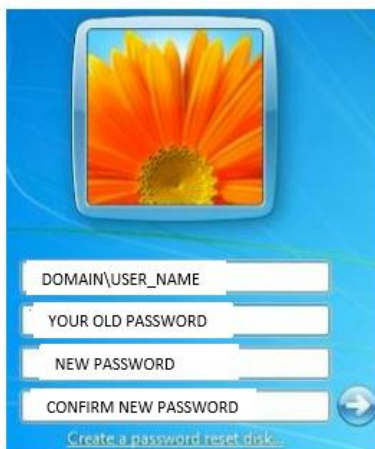 DOMAIN\USER_NAME
YOUR OLD PASSWORD
NEW PASSWORD
CONFIRM NEW PASSWORD
Create a password reset disk...